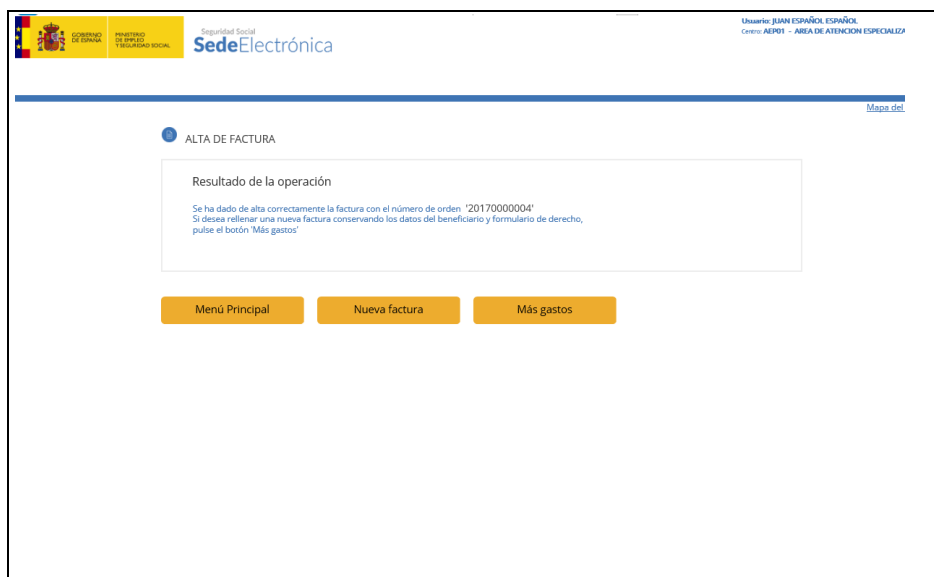 GOBIERNO
DE ESPAÑA
MINISTERIO
DE EMPLEO
Y SEGURIDAD SOCIAL
Seguridad Social
SedeElectrónica
Usuario: JUAN ESPAÑOL ESPAÑOL
Centro: AEP01 - AREA DE ATENCION ESPECIALIZA
Mapa del
ALTA DE FACTURA
Resultado de la operación
Se ha dado de alta correctamente la factura con el número de orden '20170000004'
Si desea rellenar una nueva factura conservando los datos del beneficiario y formulario de derecho,
pulse el botón 'Más gastos'
Menú Principal
Nueva factura
Más gastos